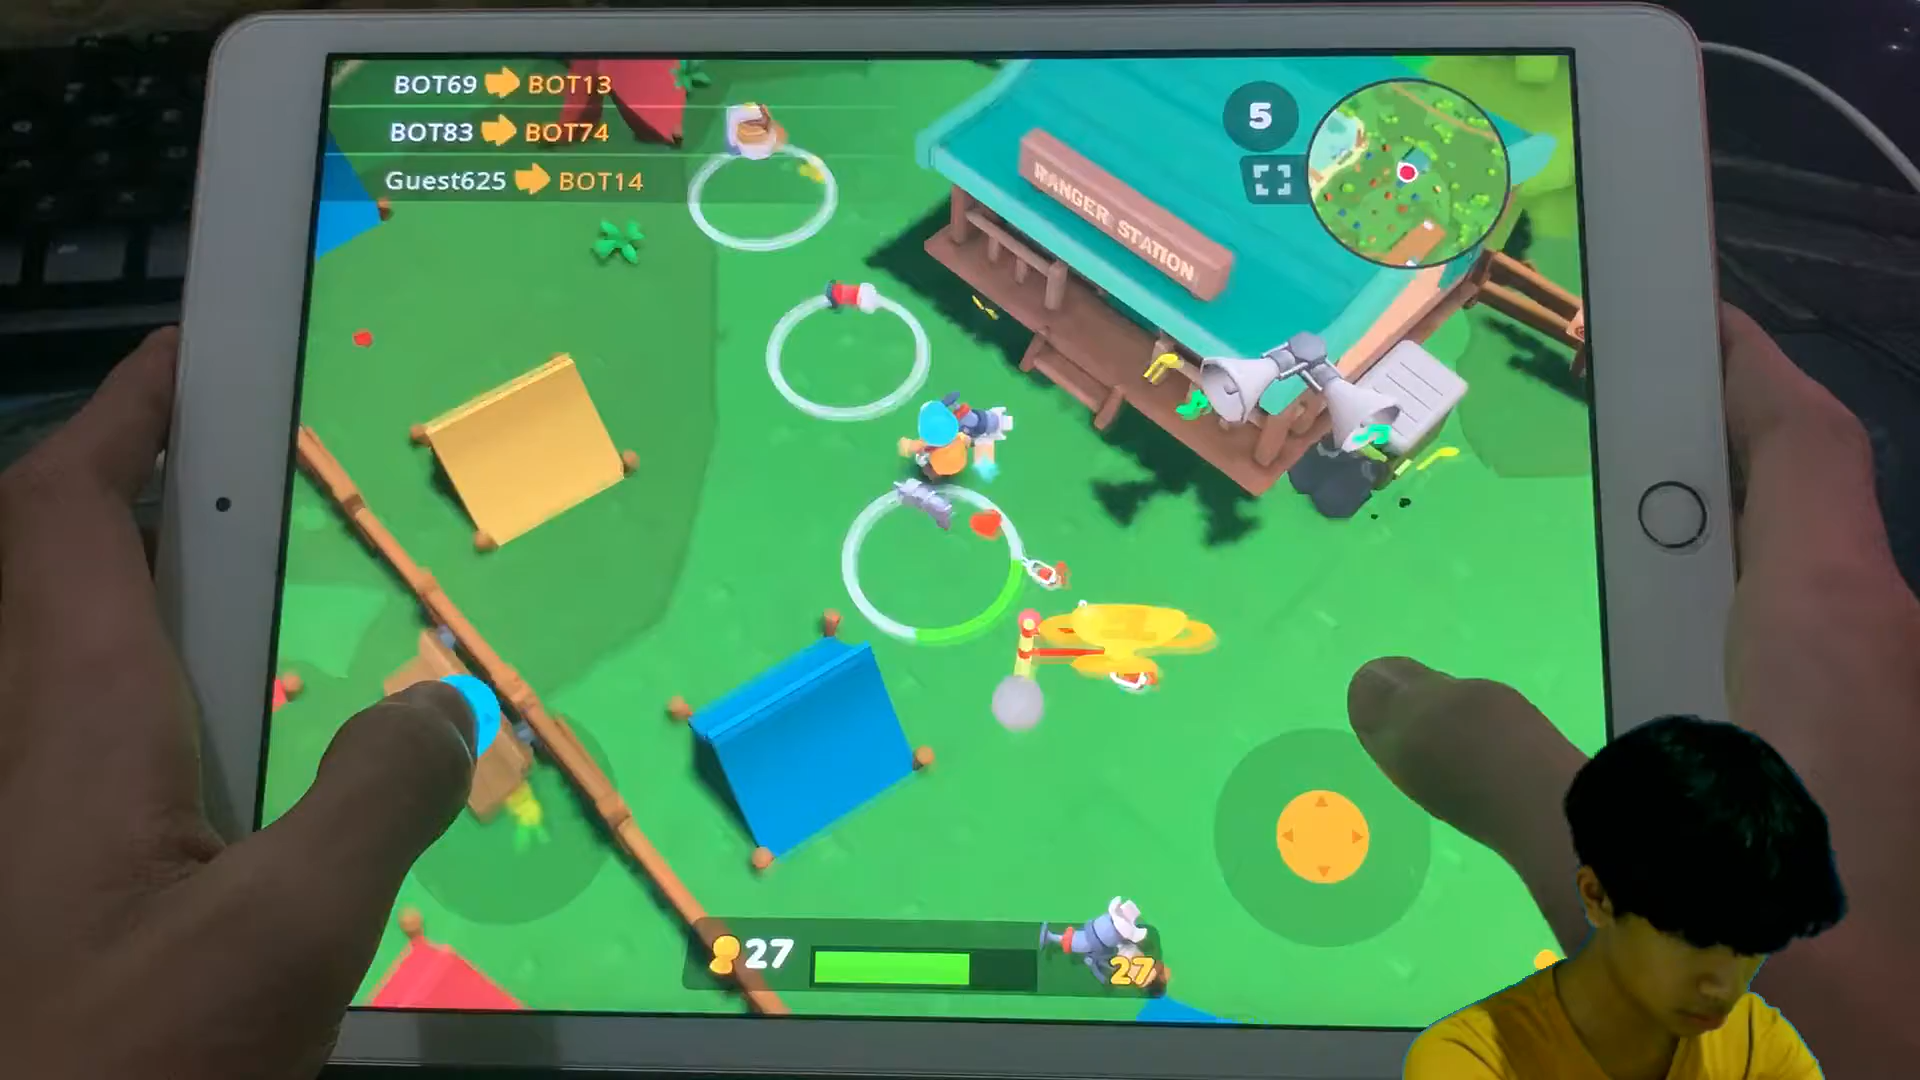 BOT69 BOT13
BOT83 BOT74
Guest625 BOT14
5
RANGER STATION
27
27